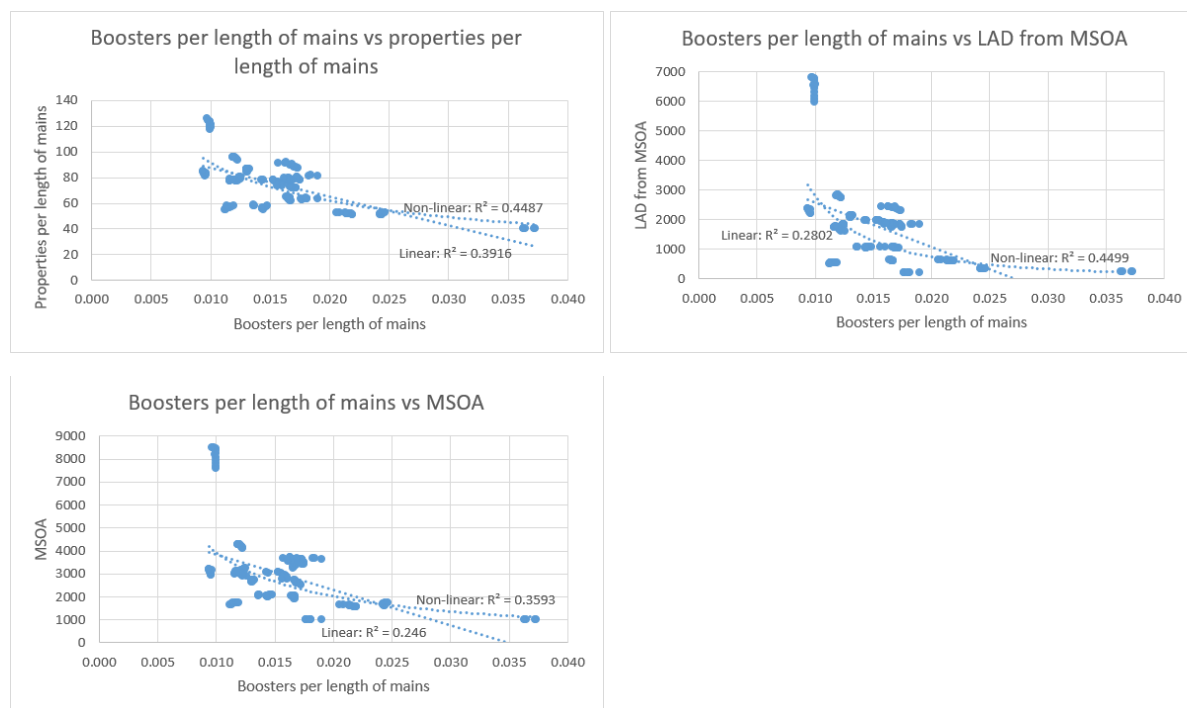 Boosters per length of mains vs properties per
length of mains
Properties per length of mains
140
120
100
80
60
40
20
0
Non-linear: R² = 0.4487
Linear: R² = 0.3916
0.000 0.005 0.010 0.015 0.020 0.025 0.030 0.035 0.040
Boosters per length of mains
Boosters per length of mains vs LAD from MSOA
LAD from MSOA
7000
6000
5000
4000
3000
2000
1000
0
Linear: R² = 0.2802
Non-linear: R² = 0.4499
0.000 0.005 0.010 0.015 0.020 0.025 0.030 0.035 0.040
Boosters per length of mains
Boosters per length of mains vs MSOA
MSOA
9000
8000
7000
6000
5000
4000
3000
2000
1000
0
Non-linear: R² = 0.3593
Linear: R² = 0.246
0.000 0.005 0.010 0.015 0.020 0.025 0.030 0.035 0.040
Boosters per length of mains